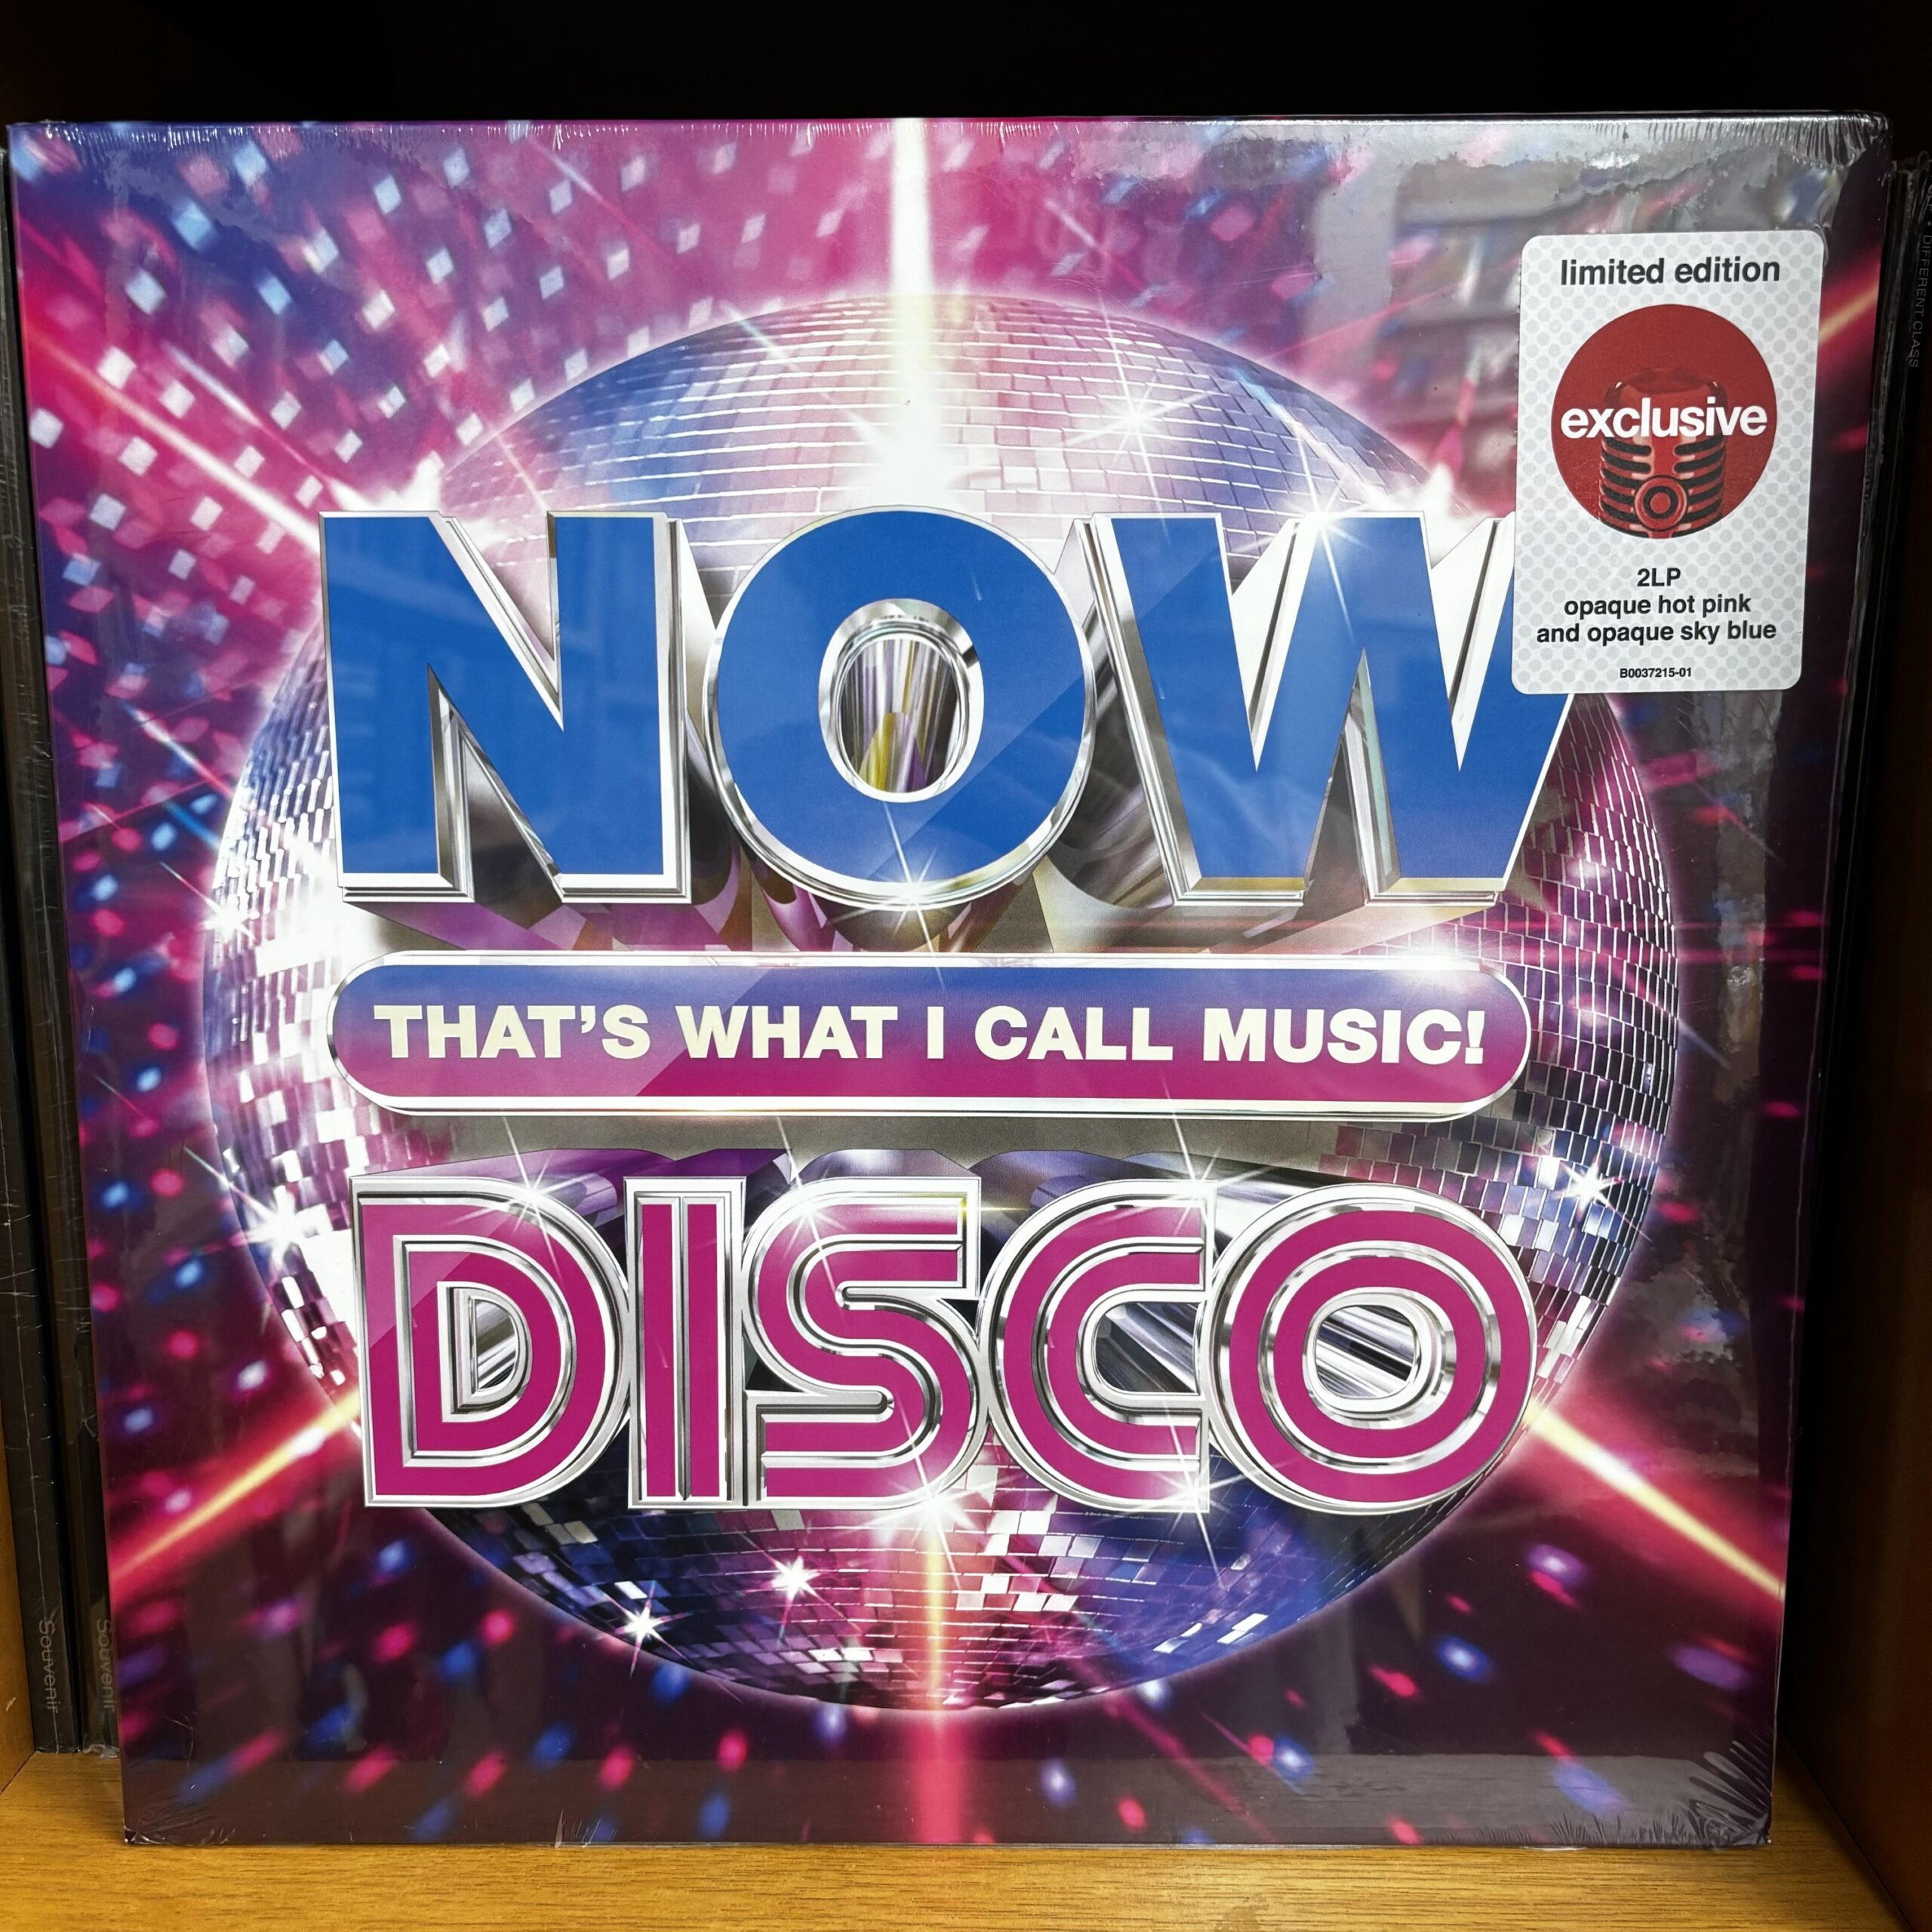 limited edition
exclusive
2LP
opaque hot pink
and opaque sky blue
B0037215-01
NOW
THAT'S WHAT I CALL MUSIC!
DISCO
Souvenir
Souvenir
DIFFERENT CLASS